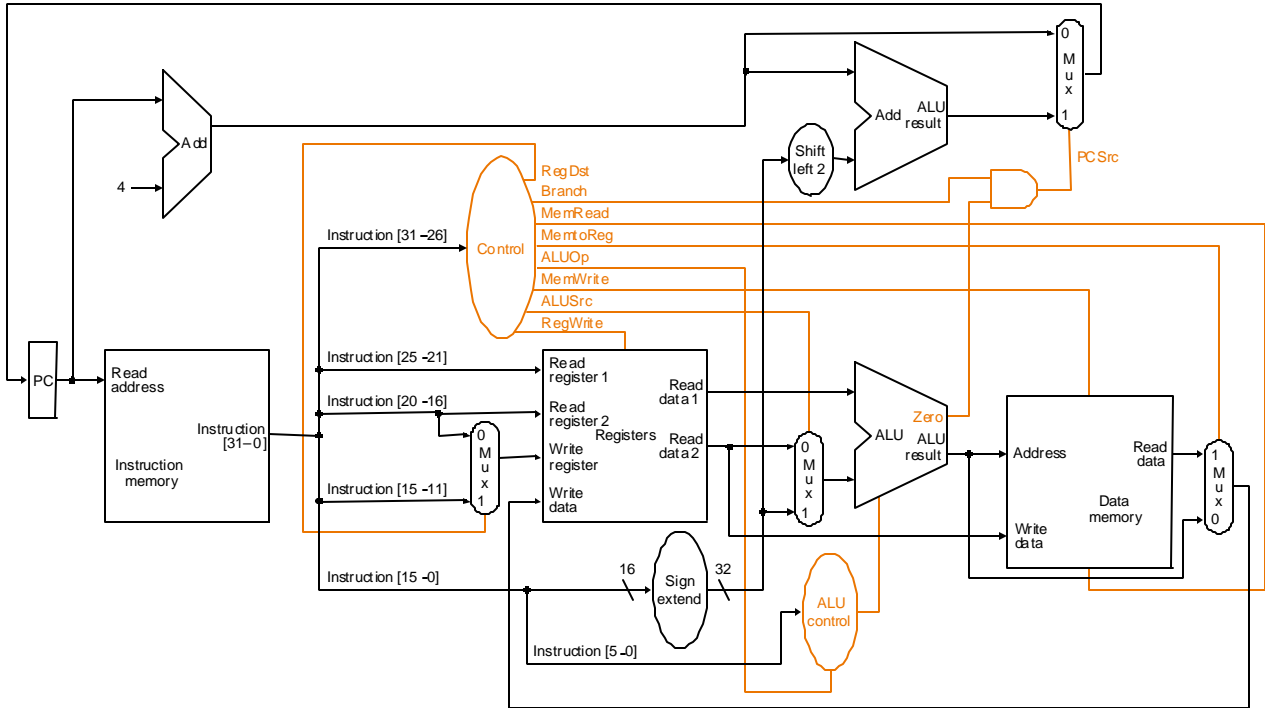 0
M
u
x
1
Add
ALU
result
Add
Shift
left 2
PCSrc
4
RegDst
Branch
MemRead
MemtoReg
ALUOp
MemWrite
ALUSrc
RegWrite
Control
Instruction [31–26]
PC
Read
address
Instruction
[31–0]
Instruction
memory
Instruction [25–21]
Instruction [20–16]
Instruction [15–11]
Instruction [15–0]
Instruction [5–0]
0
M
u
x
1
Read
register 1
Read
register 2
Registers
Write
register
Write
data
Read
data 1
Read
data 2
0
M
u
x
1
Zero
ALU
ALU
result
Address
Read
data
Data
memory
Write
data
1
M
u
x
0
16
Sign
extend
32
ALU
control